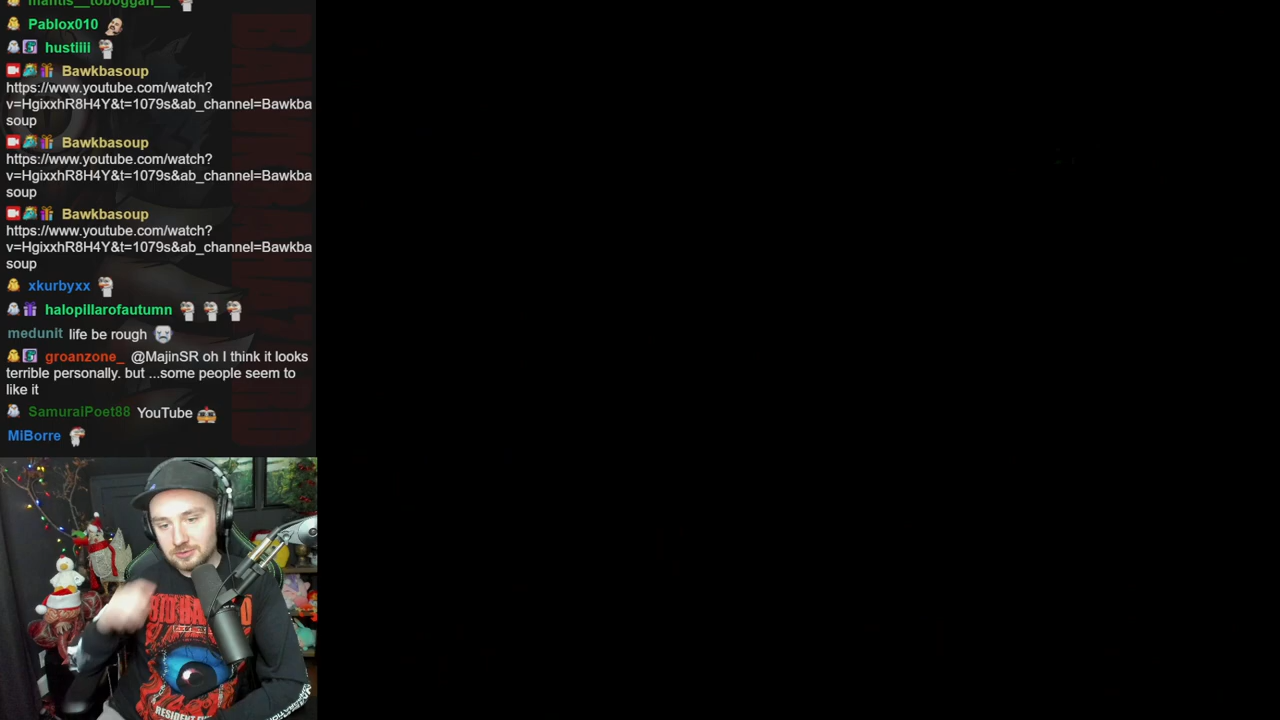 mantis__toboggan__
Pablox010
hustiiii
Bawkbasoup
https://www.youtube.com/watch?
v=HgixxhR8H4Y&t=1079s&ab_channel=Bawkba
soup
Bawkbasoup
https://www.youtube.com/watch?
v=HgixxhR8H4Y&t=1079s&ab_channel=Bawkba
soup
Bawkbasoup
https://www.youtube.com/watch?
v=HgixxhR8H4Y&t=1079s&ab_channel=Bawkba
soup
xkurbyxx
halopillarofautumn
medunit life be rough
groanzone_ @MajinSR oh I think it looks
terrible personally. but ...some people seem to
like it
SamuraiPoet88 YouTube
MiBorre